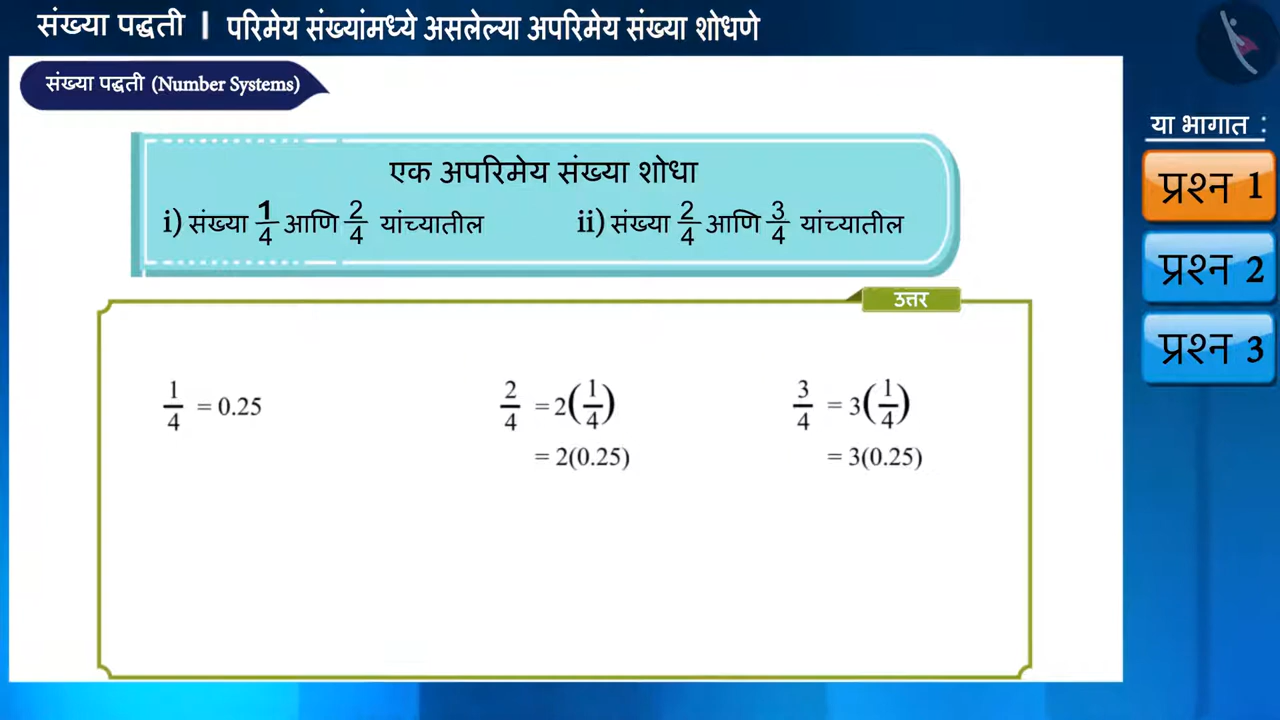 संख्या पद्धती | परिमेय संख्यांमध्ये असलेल्या अपरिमेय संख्या शोधणे
संख्या पद्धती (Number Systems)
एक अपरिमेय संख्या शोधा
i) संख्या 1/4 आणि 2/4 यांच्यातील
ii) संख्या 2/4 आणि 3/4 यांच्यातील
उत्तर
1/4 = 0.25
2/4 = 2(1/4)
= 2(0.25)
3/4 = 3(1/4)
= 3(0.25)
या भागात :
प्रश्न 1
प्रश्न 2
प्रश्न 3